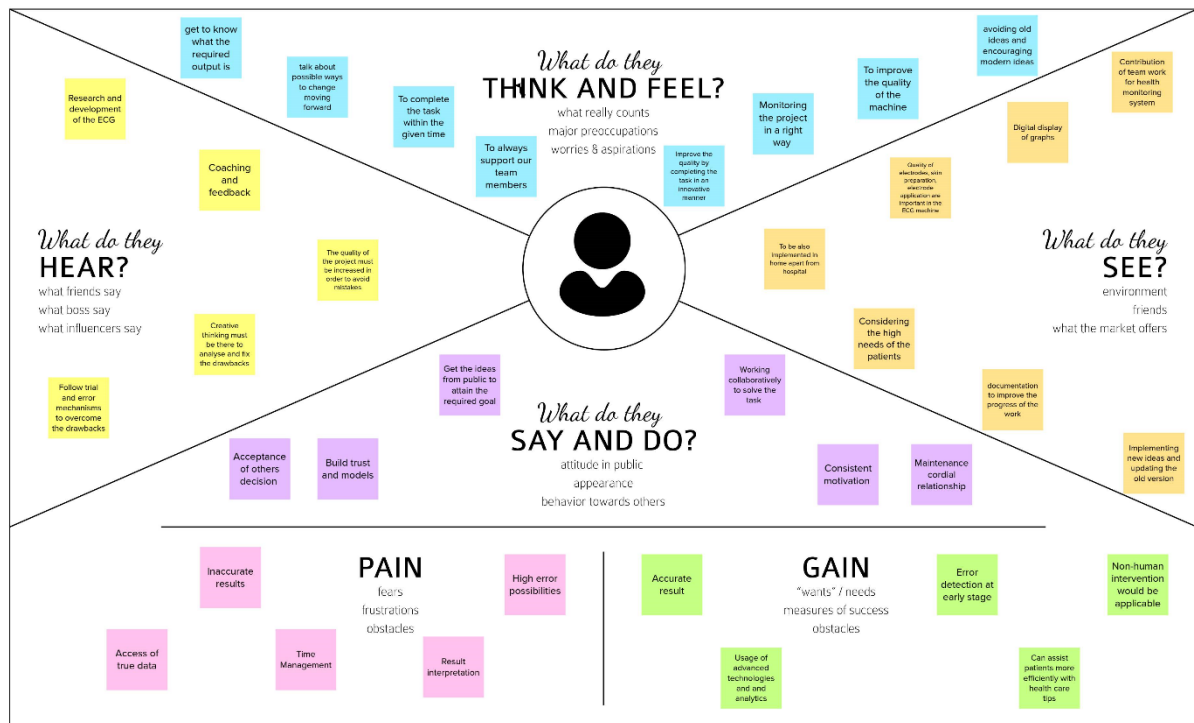 What do they
THINK AND FEEL?
what really counts
major preoccupations
worries & aspirations
get to know
what the
required
output is
talk about
possible ways
to change
moving
forward
To complete
the task
within the
given time
To always
support our
team
members
Improve the
quality by
completing the
task in an
innovative
manner
Monitoring
the project
in a right
way
To improve
the quality
of the
machine
avoiding old
ideas and
encouraging
modern ideas
What do they
HEAR?
what friends say
what boss say
what influencers say
Research and
development
of the ECG
Coaching
and
feedback
The quality of
the project must
be increased in
order to avoid
mistakes
Creative
thinking must
be there to
analyse and fix
the drawbacks
Follow trial
and error
mechanisms
to overcome
the drawbacks
What do they
SEE?
environment
friends
what the market offers
Contribution
of team work
for health
monitoring
system
Digital display
of graphs
Quality of
electrodes, skin
preparation,
electrode
application are
important in the
ECG machine
To be also
implemented in
home apart from
hospital
Considering
the high
needs of the
patients
documentation
to improve the
progress of the
work
Implementing
new ideas and
updating the
old version
What do they
SAY AND DO?
attitude in public
appearance
behavior towards others
Get the ideas
from public to
attain the
required goal
Working
collaboratively
to solve the
task
Acceptance
of others
decision
Build trust
and models
Consistent
motivation
Maintenance
cordial
relationship
PAIN
fears
frustrations
obstacles
Inaccurate
results
High error
possibilities
Access of
true data
Time
Management
Result
interpretation
GAIN
"wants" / needs
measures of success
obstacles
Accurate
result
Error
detection at
early stage
Non-human
intervention
would be
applicable
Usage of
advanced
technologies
and and
analytics
Can assist
patients more
efficiently with
health care
tips